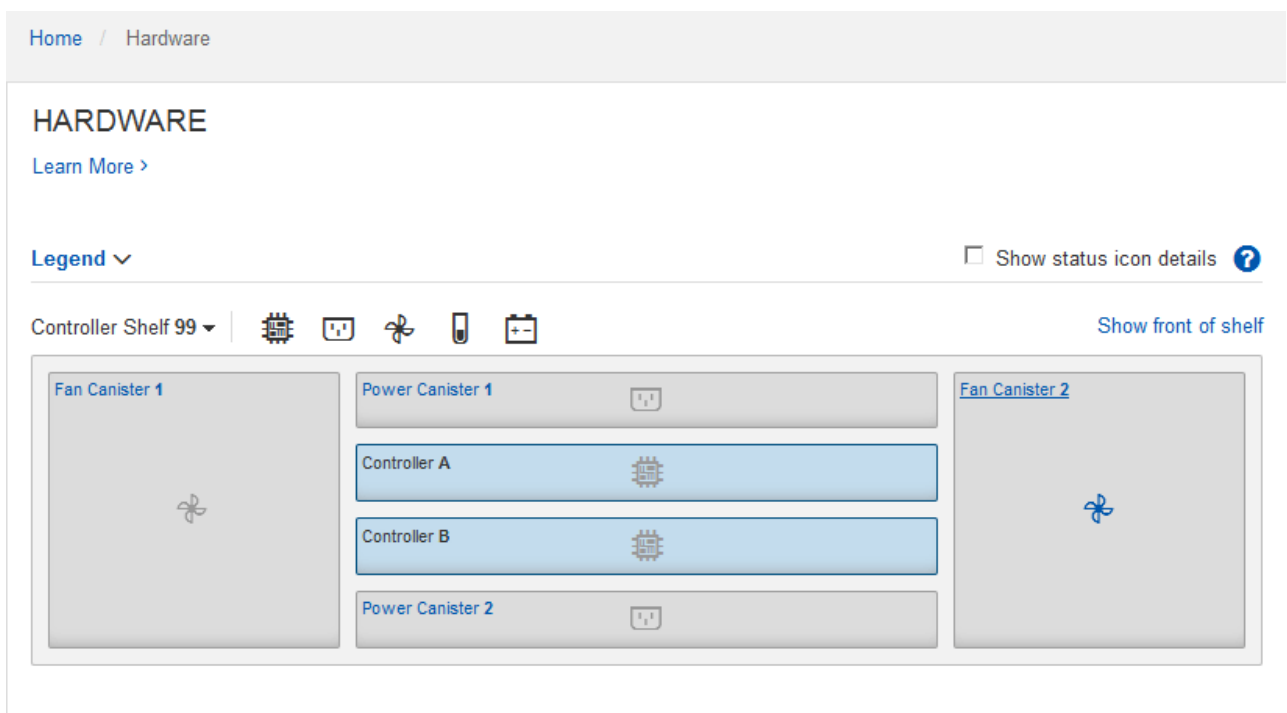 Home / Hardware
HARDWARE
Learn More >
Legend
Show status icon details ?
Controller Shelf 99
Show front of shelf
Fan Canister 1
Power Canister 1
Controller A
Controller B
Power Canister 2
Fan Canister 2